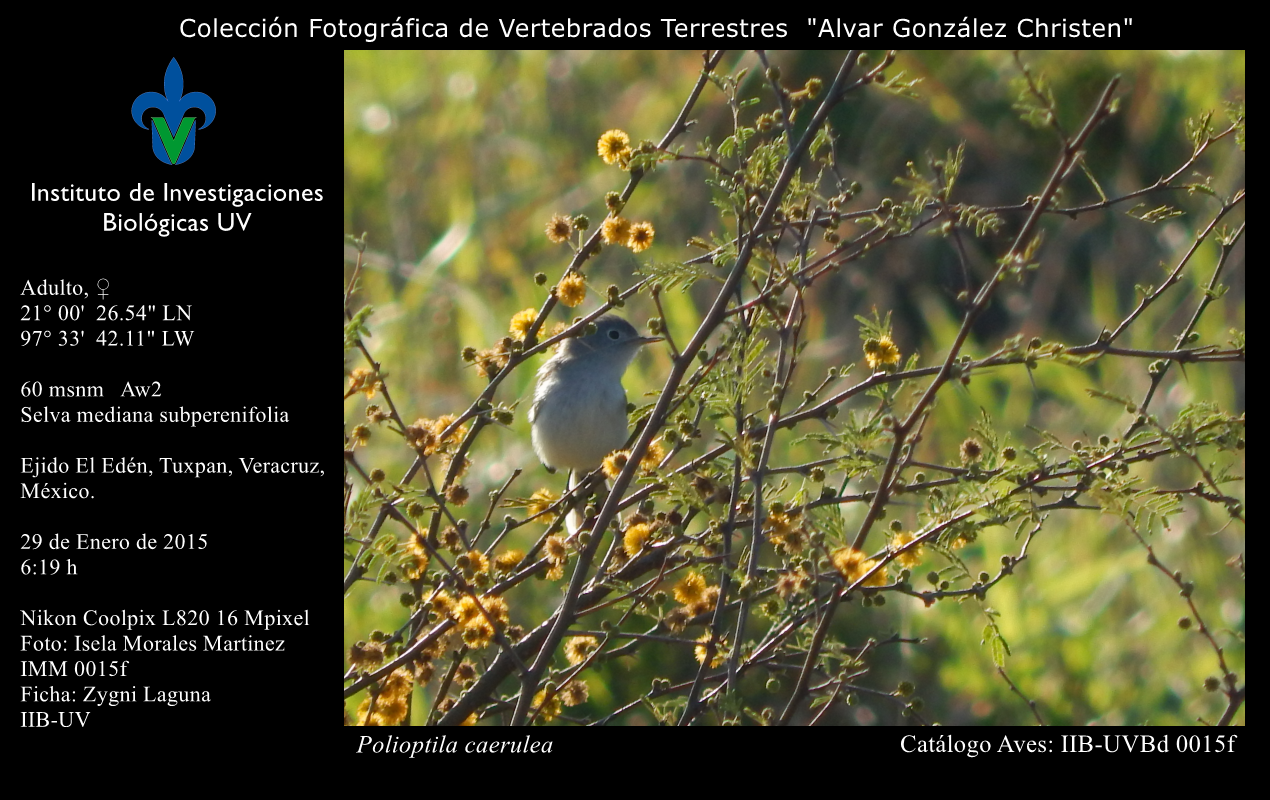 Colección Fotográfica de Vertebrados Terrestres "Alvar González Christen"
Instituto de Investigaciones
Biológicas UV
Adulto, ♀
21° 00' 26.54" LN
97° 33' 42.11" LW
60 msnm Aw2
Selva mediana subperenifolia
Ejido El Edén, Tuxpan, Veracruz,
México.
29 de Enero de 2015
6:19 h
Nikon Coolpix L820 16 Mpixel
Foto: Isela Morales Martinez
IMM 0015f
Ficha: Zygni Laguna
IIB-UV
Polioptila caerulea
Catálogo Aves: IIB-UVBd 0015f